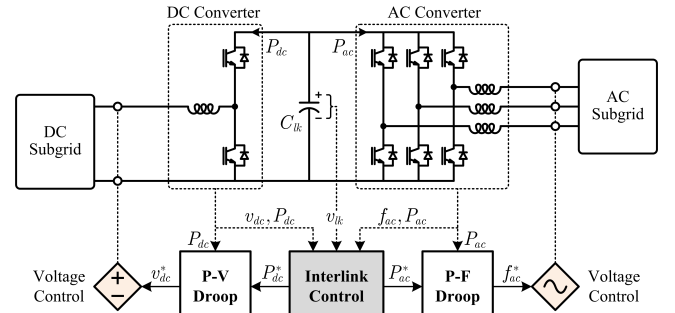 DC Converter AC Converter
P_dc P_ac
C_lk
+
−
DC
Subgrid
AC
Subgrid
v_dc, P_dc v_lk f_ac, P_ac
P_dc P_ac
Voltage
Control
+
−
v*_dc
P-V
Droop
P*_dc
Interlink
Control
P*_ac
P-F
Droop
f*_ac
Voltage
Control